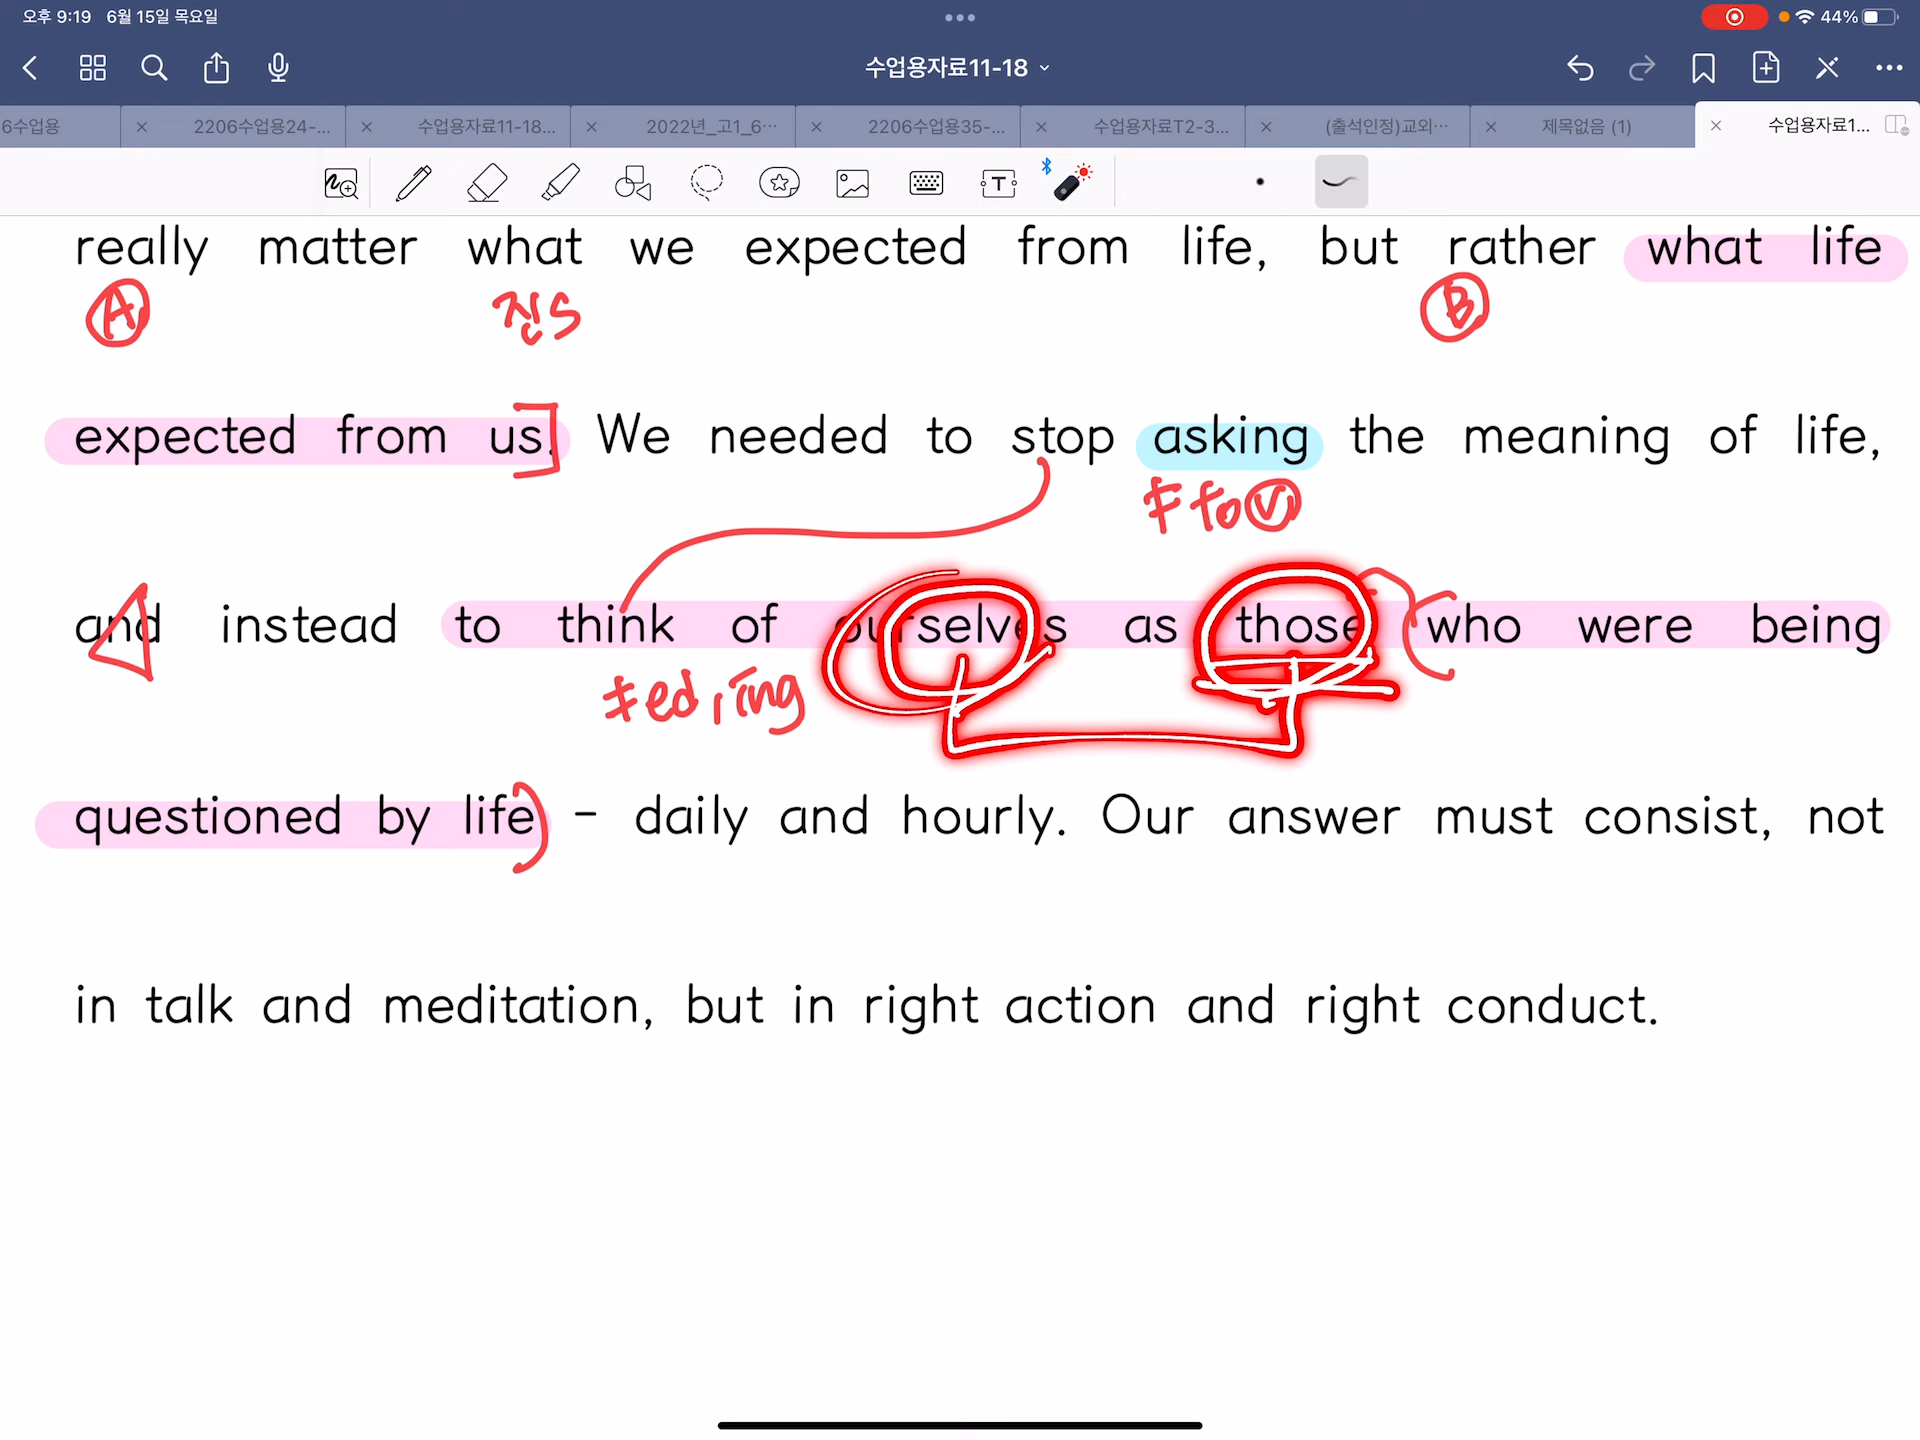 오후 9:19 6월 15일 목요일
44%
수업용자료11-18
6수업용
2206수업용24-...
수업용자료11-18...
2022년_고1_6...
2206수업용35-...
수업용자료T2-3...
(출석인정)교외...
제목없음 (1)
수업용자료1...
really matter what we expected from life, but rather what life
A 진S B
expected from us. We needed to stop asking the meaning of life,
≠ to V
and instead to think of ourselves as those who were being
≠ed, ing
questioned by life - daily and hourly. Our answer must consist, not
in talk and meditation, but in right action and right conduct.